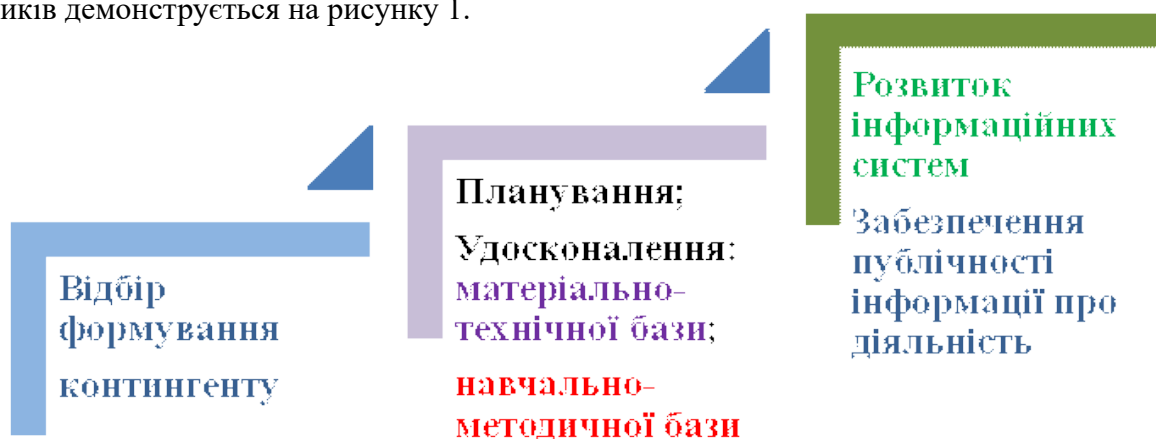 иків демонструється на рисунку 1.
Відбір
формування
контингенту
Планування;
Удосконалення:
матеріально-
технічної бази;
навчально-
методичної бази
Розвиток
інформаційних
систем
Забезпечення
публічності
інформації про
діяльність